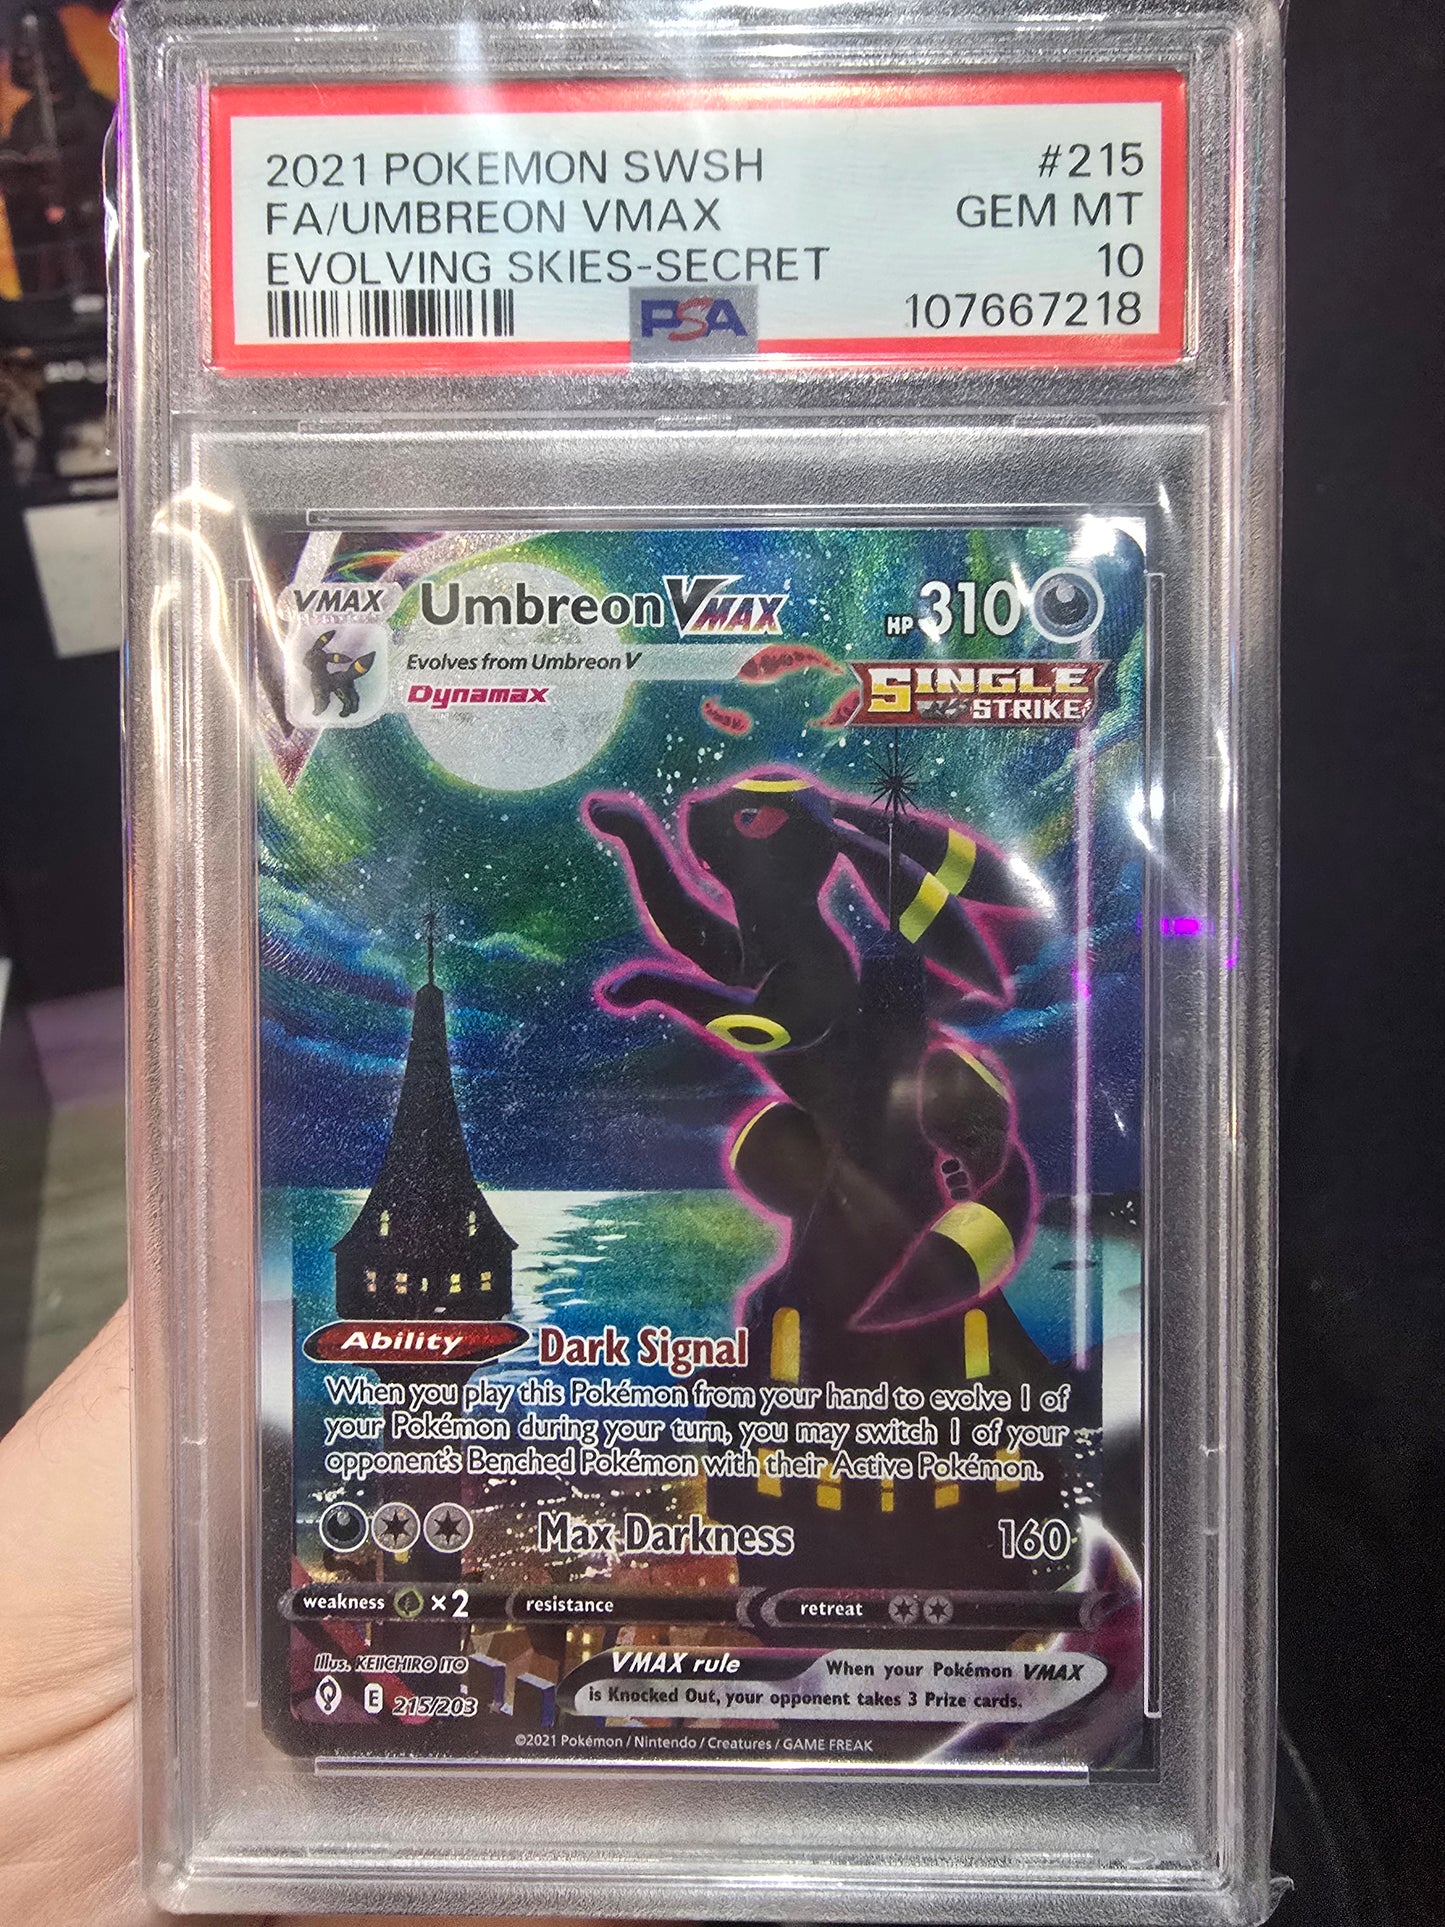 2021 POKEMON SWSH #215
FA/UMBREON VMAX GEM MT
EVOLVING SKIES-SECRET 10
PSA 107667218
VMAX Umbreon VMAX HP 310
Evolves from Umbreon V
Dynamax
SINGLE
STRIKE
Ability Dark Signal
When you play this Pokémon from your hand to evolve 1 of
your Pokémon during your turn, you may switch 1 of your
opponent's Benched Pokémon with their Active Pokémon.
Max Darkness 160
weakness ×2 resistance retreat
Illus. KEIICHIRO ITO
VMAX rule When your Pokémon VMAX
is Knocked Out, your opponent takes 3 Prize cards.
E 215/203
©2021 Pokémon / Nintendo / Creatures / GAME FREAK